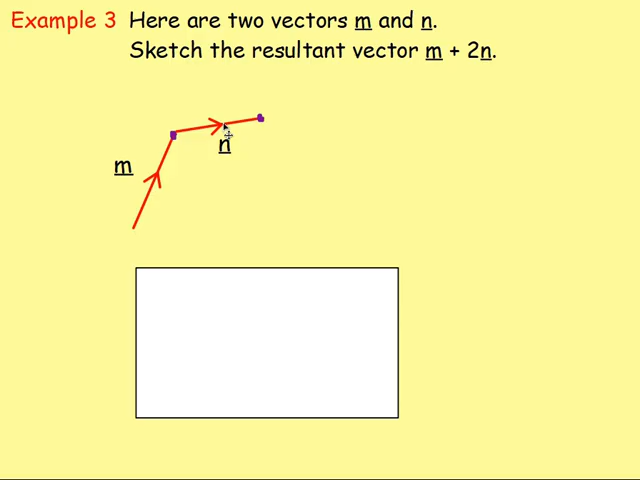 Example 3 Here are two vectors m and n.
Sketch the resultant vector m + 2n.
m
n